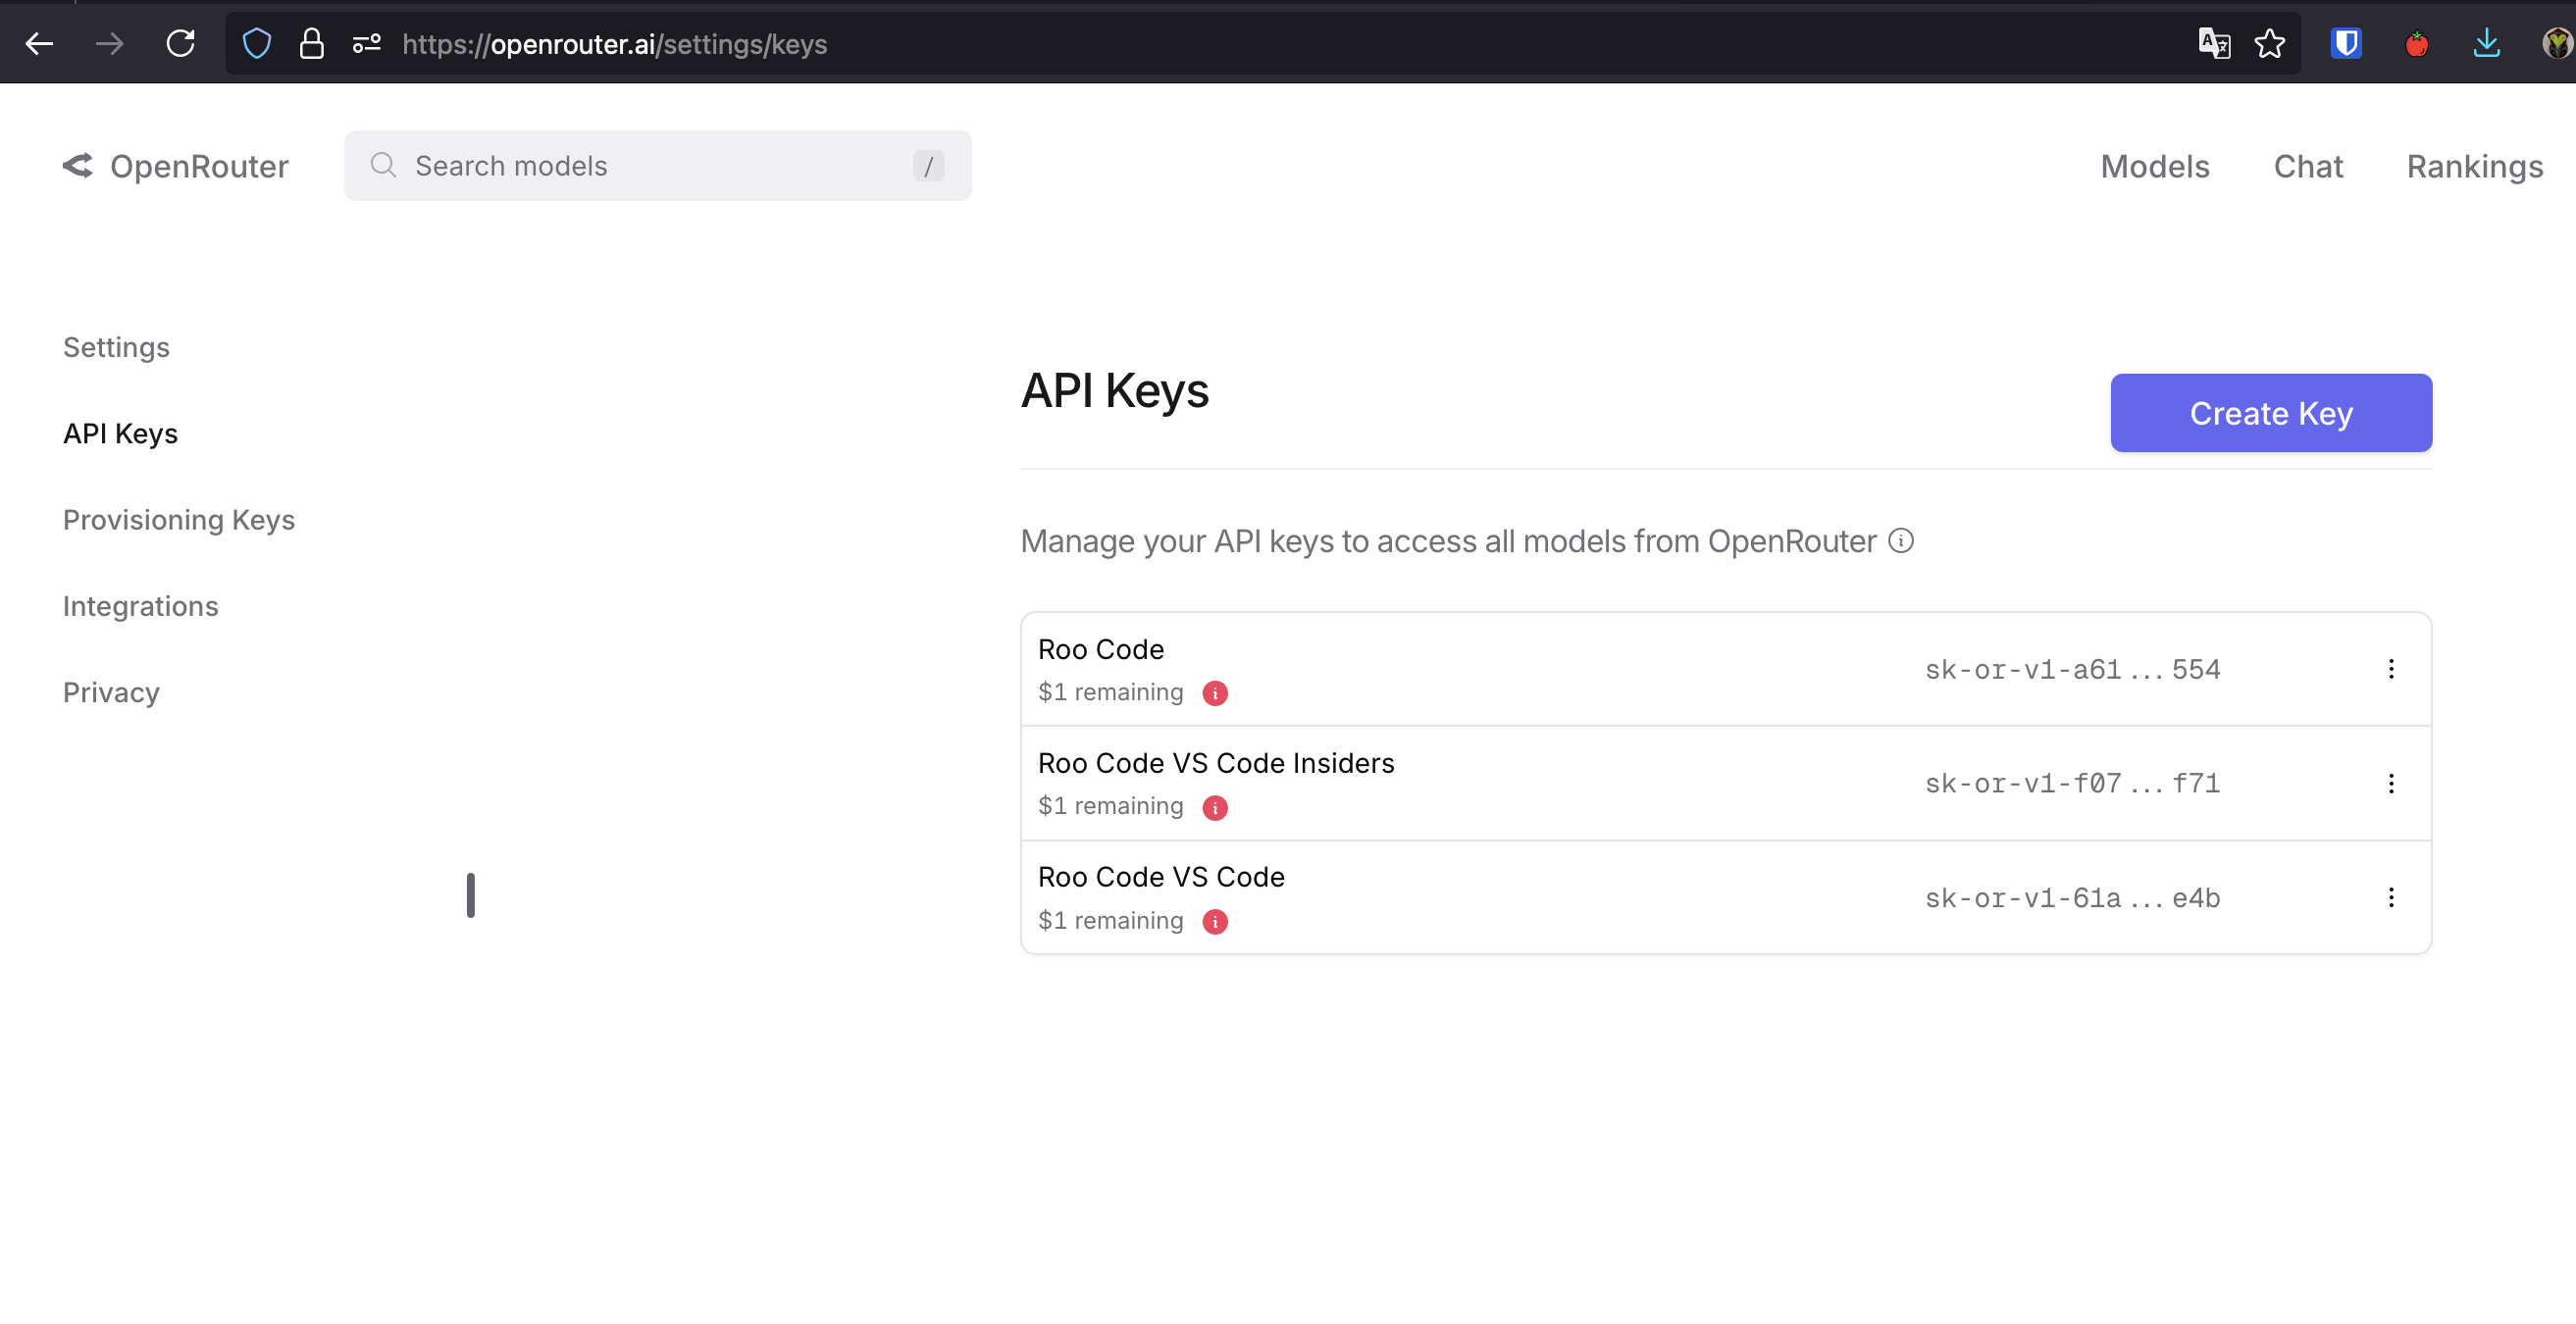 https://openrouter.ai/settings/keys
OpenRouter
Search models
/
Models
Chat
Rankings
Settings
API Keys
Provisioning Keys
Integrations
Privacy
API Keys
Create Key
Manage your API keys to access all models from OpenRouter
Roo Code
$1 remaining
sk-or-v1-a61...554
Roo Code VS Code Insiders
$1 remaining
sk-or-v1-f07...f71
Roo Code VS Code
$1 remaining
sk-or-v1-61a...e4b